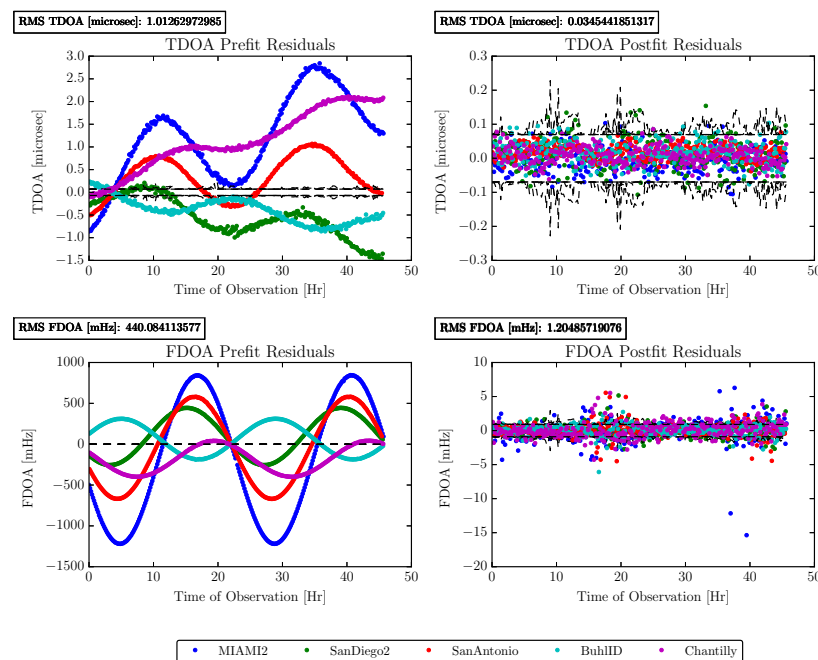 RMS TDOA [microsec]: 1.01262972985
TDOA Prefit Residuals
3.0
2.5
2.0
1.5
1.0
0.5
0.0
−0.5
−1.0
−1.5
TDOA [microsec]
0 10 20 30 40 50
Time of Observation [Hr]
RMS TDOA [microsec]: 0.0345441851317
TDOA Postfit Residuals
0.3
0.2
0.1
0.0
−0.1
−0.2
−0.3
TDOA [microsec]
0 10 20 30 40 50
Time of Observation [Hr]
RMS FDOA [mHz]: 440.084113577
FDOA Prefit Residuals
1000
500
0
−500
−1000
−1500
FDOA [mHz]
0 10 20 30 40 50
Time of Observation [Hr]
RMS FDOA [mHz]: 1.20485719076
FDOA Postfit Residuals
10
5
0
−5
−10
−15
−20
FDOA [mHz]
0 10 20 30 40 50
Time of Observation [Hr]
MIAMI2 SanDiego2 SanAntonio BuhlID Chantilly